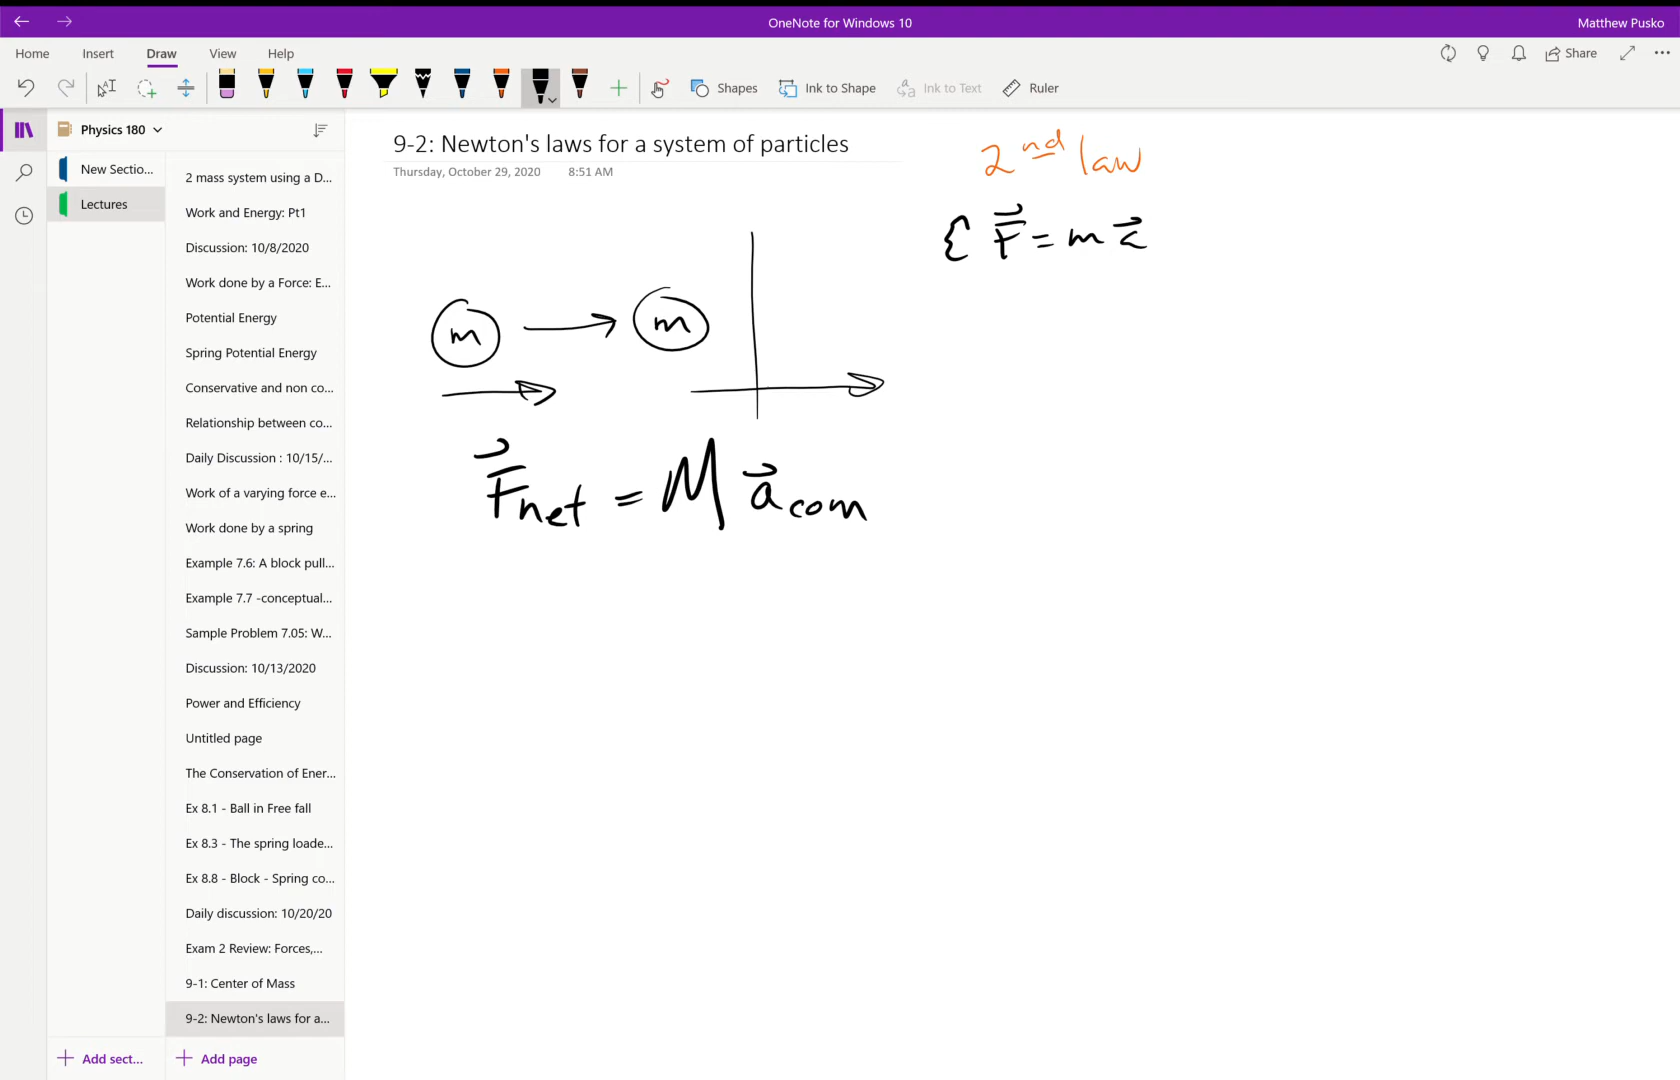 OneNote for Windows 10
Matthew Pusko
Home Insert Draw View Help
Share
Shapes Ink to Shape Ink to Text Ruler
Physics 180
New Sectio...
Lectures
2 mass system using a D...
Work and Energy: Pt1
Discussion: 10/8/2020
Work done by a Force: E...
Potential Energy
Spring Potential Energy
Conservative and non co...
Relationship between co...
Daily Discussion : 10/15/...
Work of a varying force e...
Work done by a spring
Example 7.6: A block pull...
Example 7.7 -conceptual...
Sample Problem 7.05: W...
Discussion: 10/13/2020
Power and Efficiency
Untitled page
The Conservation of Ener...
Ex 8.1 - Ball in Free fall
Ex 8.3 - The spring loade...
Ex 8.8 - Block - Spring co...
Daily discussion: 10/20/20
Exam 2 Review: Forces,...
9-1: Center of Mass
9-2: Newton's laws for a...
Add sect...
Add page
9-2: Newton's laws for a system of particles
Thursday, October 29, 2020 8:51 AM
2nd law
Σ F⃗ = m a⃗
m m
F⃗net = M a⃗com